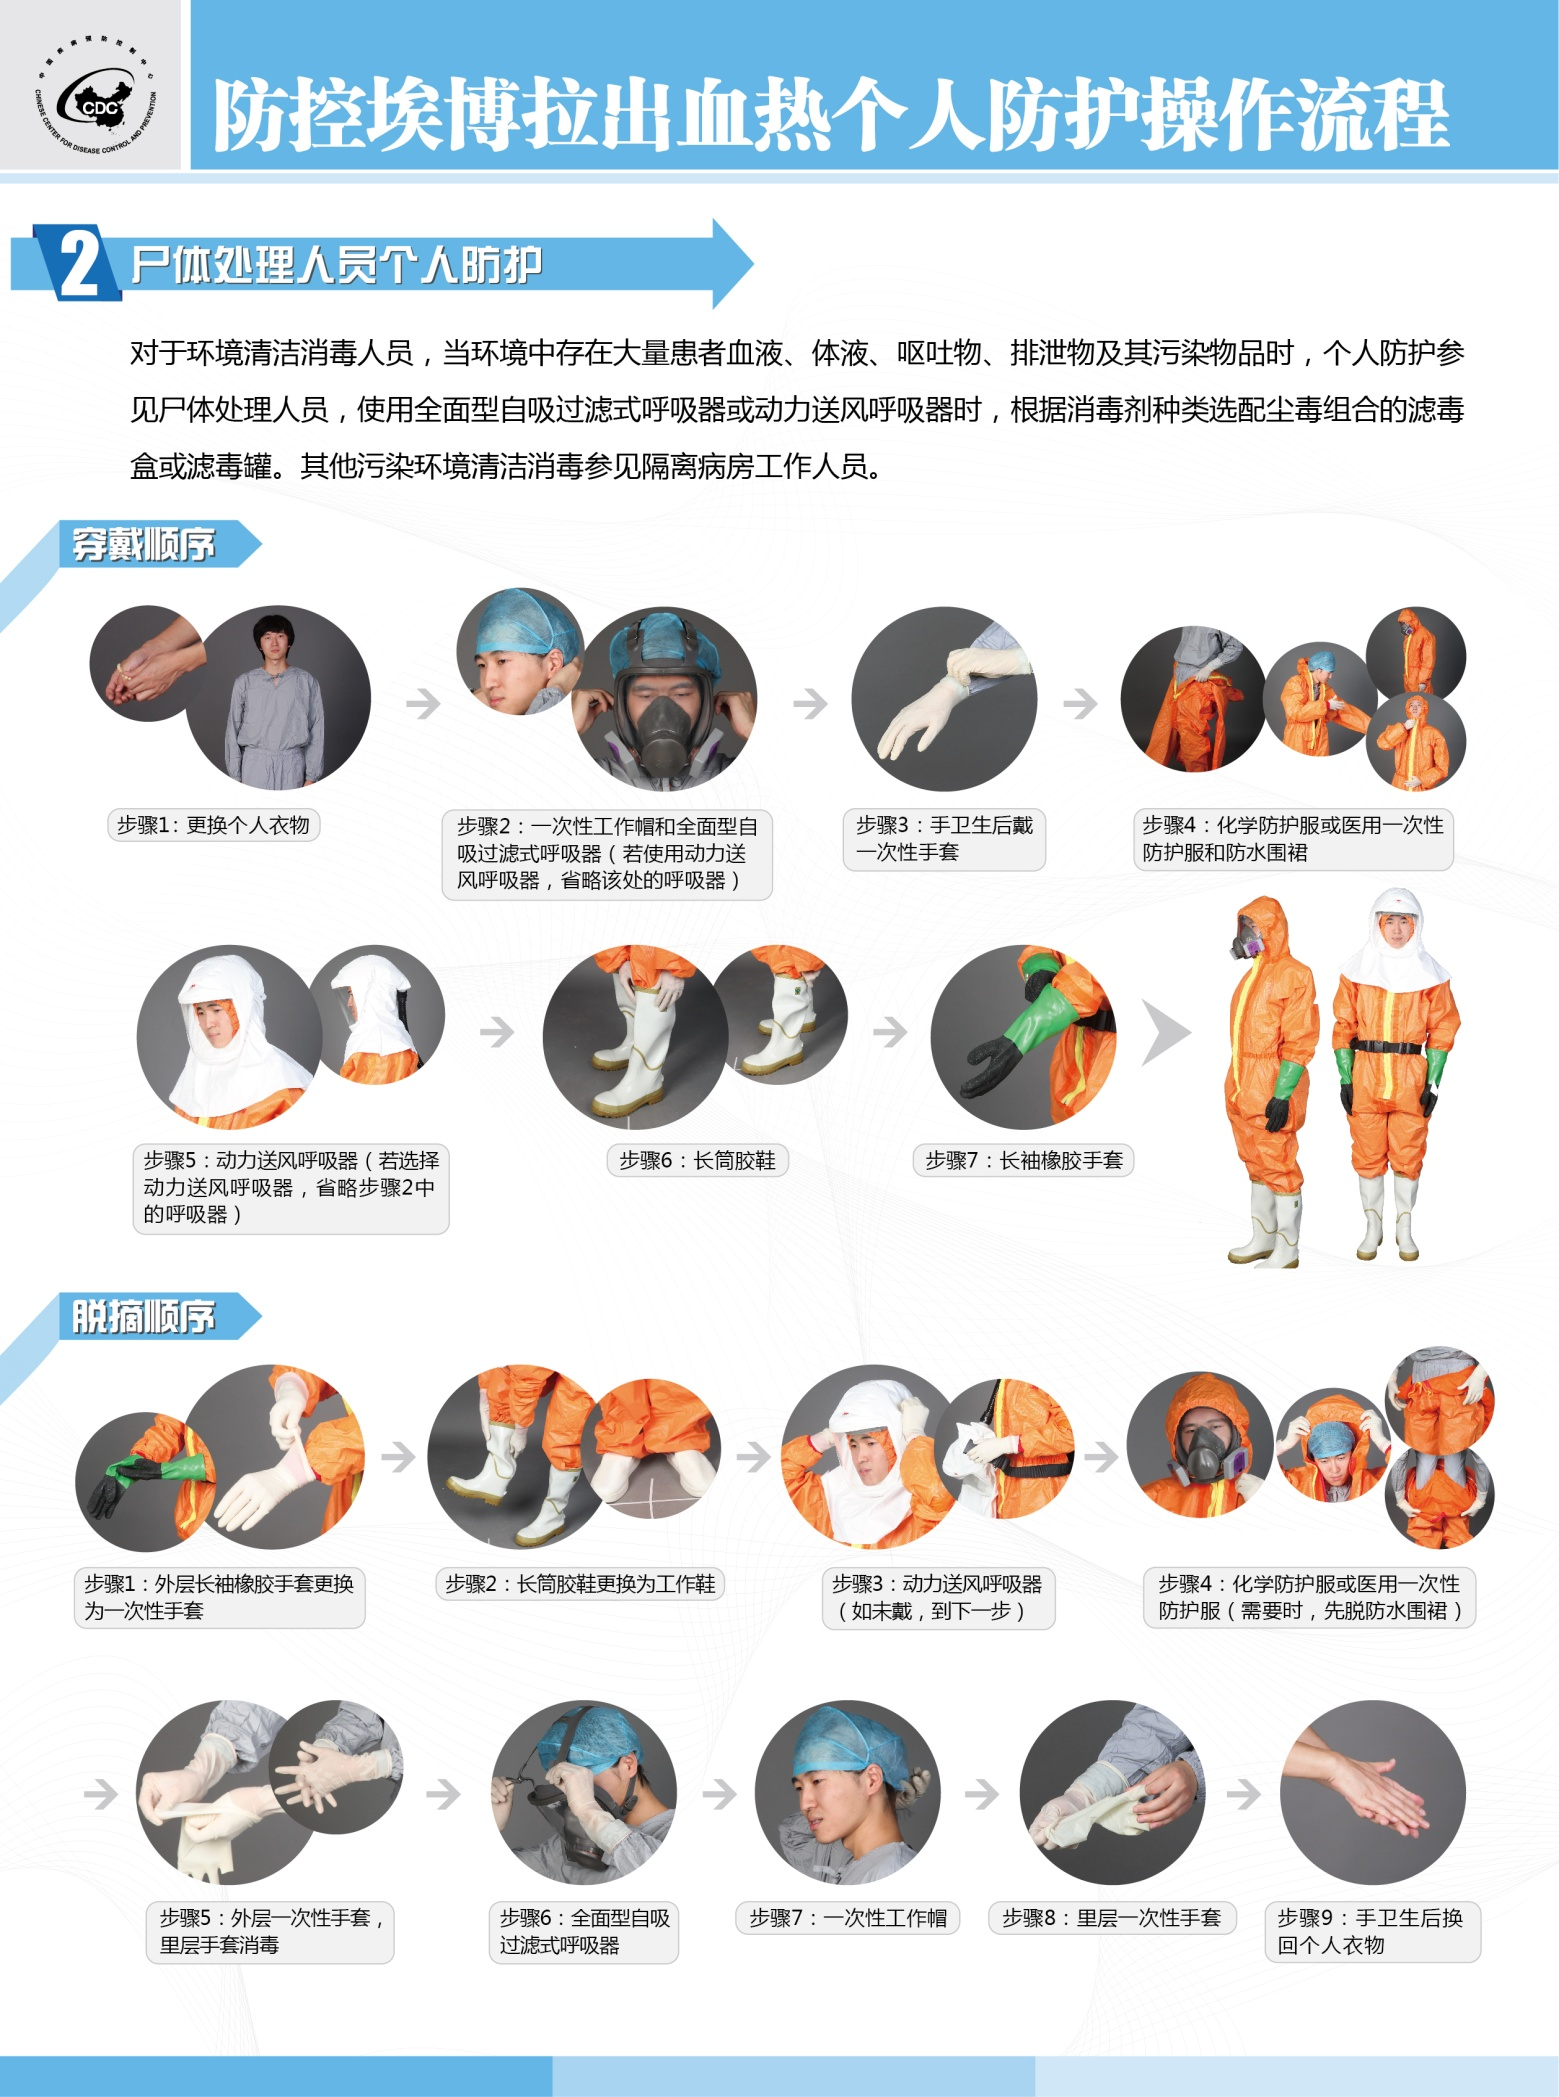 中国疾病预防控制中心
CHINESE CENTER FOR DISEASE CONTROL AND PREVENTION
CDC
防控埃博拉出血热个人防护操作流程
2 尸体处理人员个人防护
对于环境清洁消毒人员，当环境中存在大量患者血液、体液、呕吐物、排泄物及其污染物品时，个人防护参
见尸体处理人员，使用全面型自吸过滤式呼吸器或动力送风呼吸器时，根据消毒剂种类选配尘毒组合的滤毒
盒或滤毒罐。其他污染环境清洁消毒参见隔离病房工作人员。
穿戴顺序
步骤1：更换个人衣物
步骤2：一次性工作帽和全面型自
吸过滤式呼吸器（若使用动力送
风呼吸器，省略该处的呼吸器）
步骤3：手卫生后戴
一次性手套
步骤4：化学防护服或医用一次性
防护服和防水围裙
步骤5：动力送风呼吸器（若选择
动力送风呼吸器，省略步骤2中
的呼吸器）
步骤6：长筒胶鞋
步骤7：长袖橡胶手套
脱摘顺序
步骤1：外层长袖橡胶手套更换
为一次性手套
步骤2：长筒胶鞋更换为工作鞋
步骤3：动力送风呼吸器
（如未戴，到下一步）
步骤4：化学防护服或医用一次性
防护服（需要时，先脱防水围裙）
步骤5：外层一次性手套，
里层手套消毒
步骤6：全面型自吸
过滤式呼吸器
步骤7：一次性工作帽
步骤8：里层一次性手套
步骤9：手卫生后换
回个人衣物